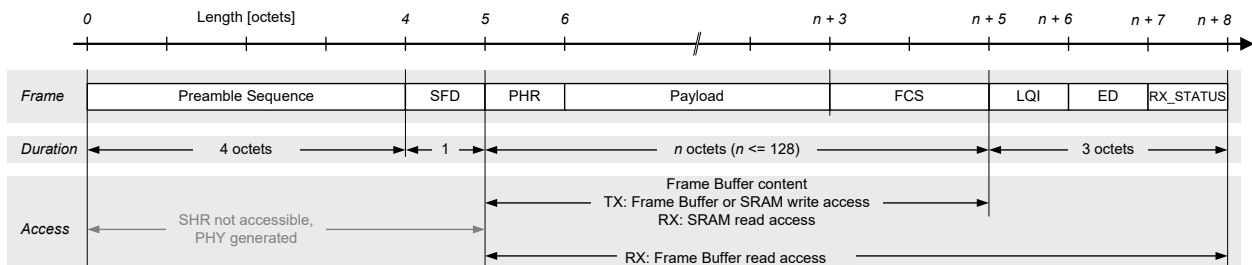 Length [octets]
0 4 5 6 n + 3 n + 5 n + 6 n + 7 n + 8
Frame Preamble Sequence SFD PHR Payload FCS LQI ED RX_STATUS
Duration 4 octets 1 n octets (n <= 128) 3 octets
Frame Buffer content
TX: Frame Buffer or SRAM write access
RX: SRAM read access
Access SHR not accessible,
PHY generated
RX: Frame Buffer read access